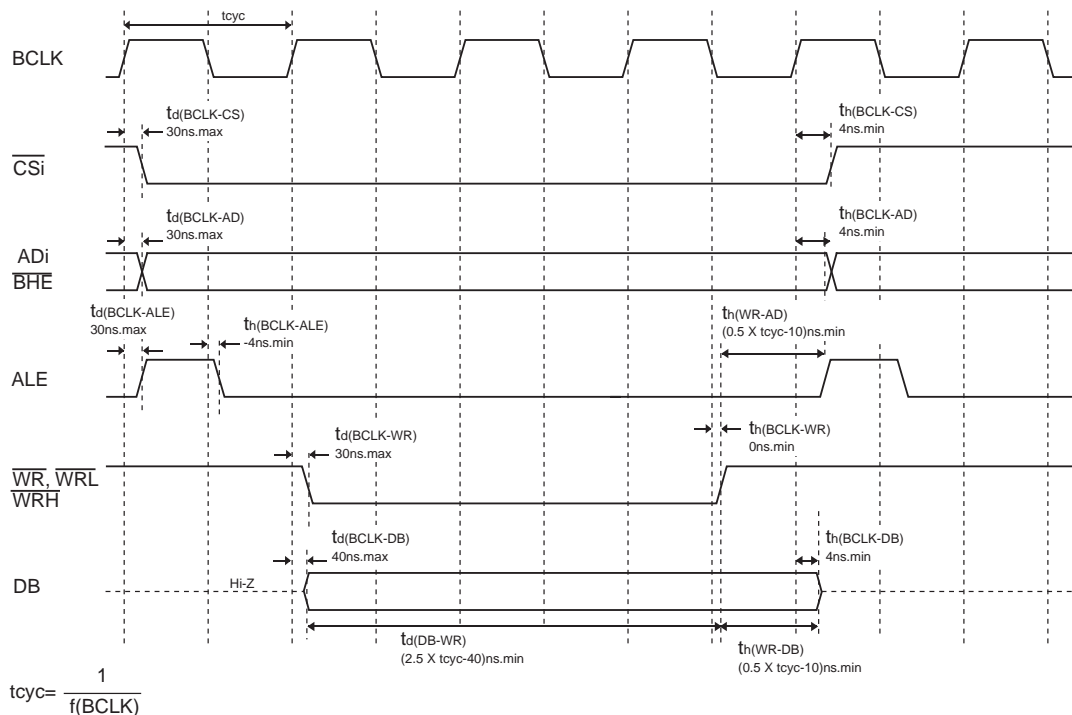 tcyc
BCLK
td(BCLK-CS)
30ns.max
th(BCLK-CS)
4ns.min
CSi
td(BCLK-AD)
30ns.max
th(BCLK-AD)
4ns.min
ADi
BHE
td(BCLK-ALE)
30ns.max
th(BCLK-ALE)
-4ns.min
th(WR-AD)
(0.5 X tcyc-10)ns.min
ALE
td(BCLK-WR)
30ns.max
th(BCLK-WR)
0ns.min
WR, WRL
WRH
td(BCLK-DB)
40ns.max
th(BCLK-DB)
4ns.min
DB
Hi-Z
td(DB-WR)
(2.5 X tcyc-40)ns.min
th(WR-DB)
(0.5 X tcyc-10)ns.min
tcyc= 1
f(BCLK)